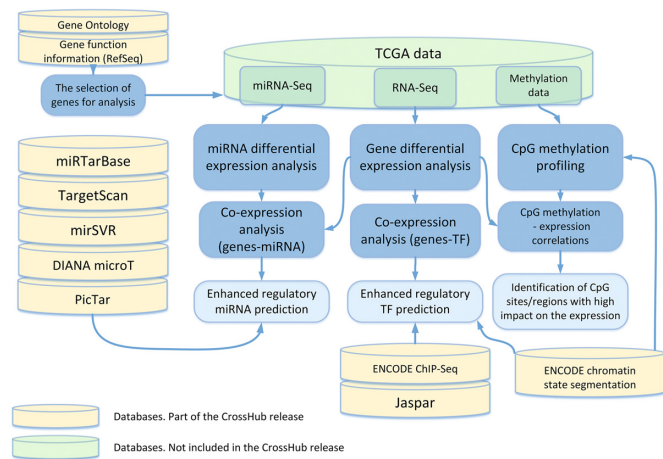 Gene Ontology
Gene function
information (RefSeq)
The selection of
genes for analysis
TCGA data
miRNA-Seq
RNA-Seq
Methylation
data
miRNA differential
expression analysis
Gene differential
expression analysis
CpG methylation
profiling
miRTarBase
TargetScan
mirSVR
DIANA microT
PicTar
Co-expression
analysis
(genes-miRNA)
Co-expression
analysis (genes-TF)
CpG methylation
- expression
correlations
Enhanced regulatory
miRNA prediction
Enhanced regulatory
TF prediction
Identification of CpG
sites/regions with high
impact on the expression
ENCODE ChIP-Seq
Jaspar
ENCODE chromatin
state segmentation
Databases. Part of the CrossHub release
Databases. Not included in the CrossHub release